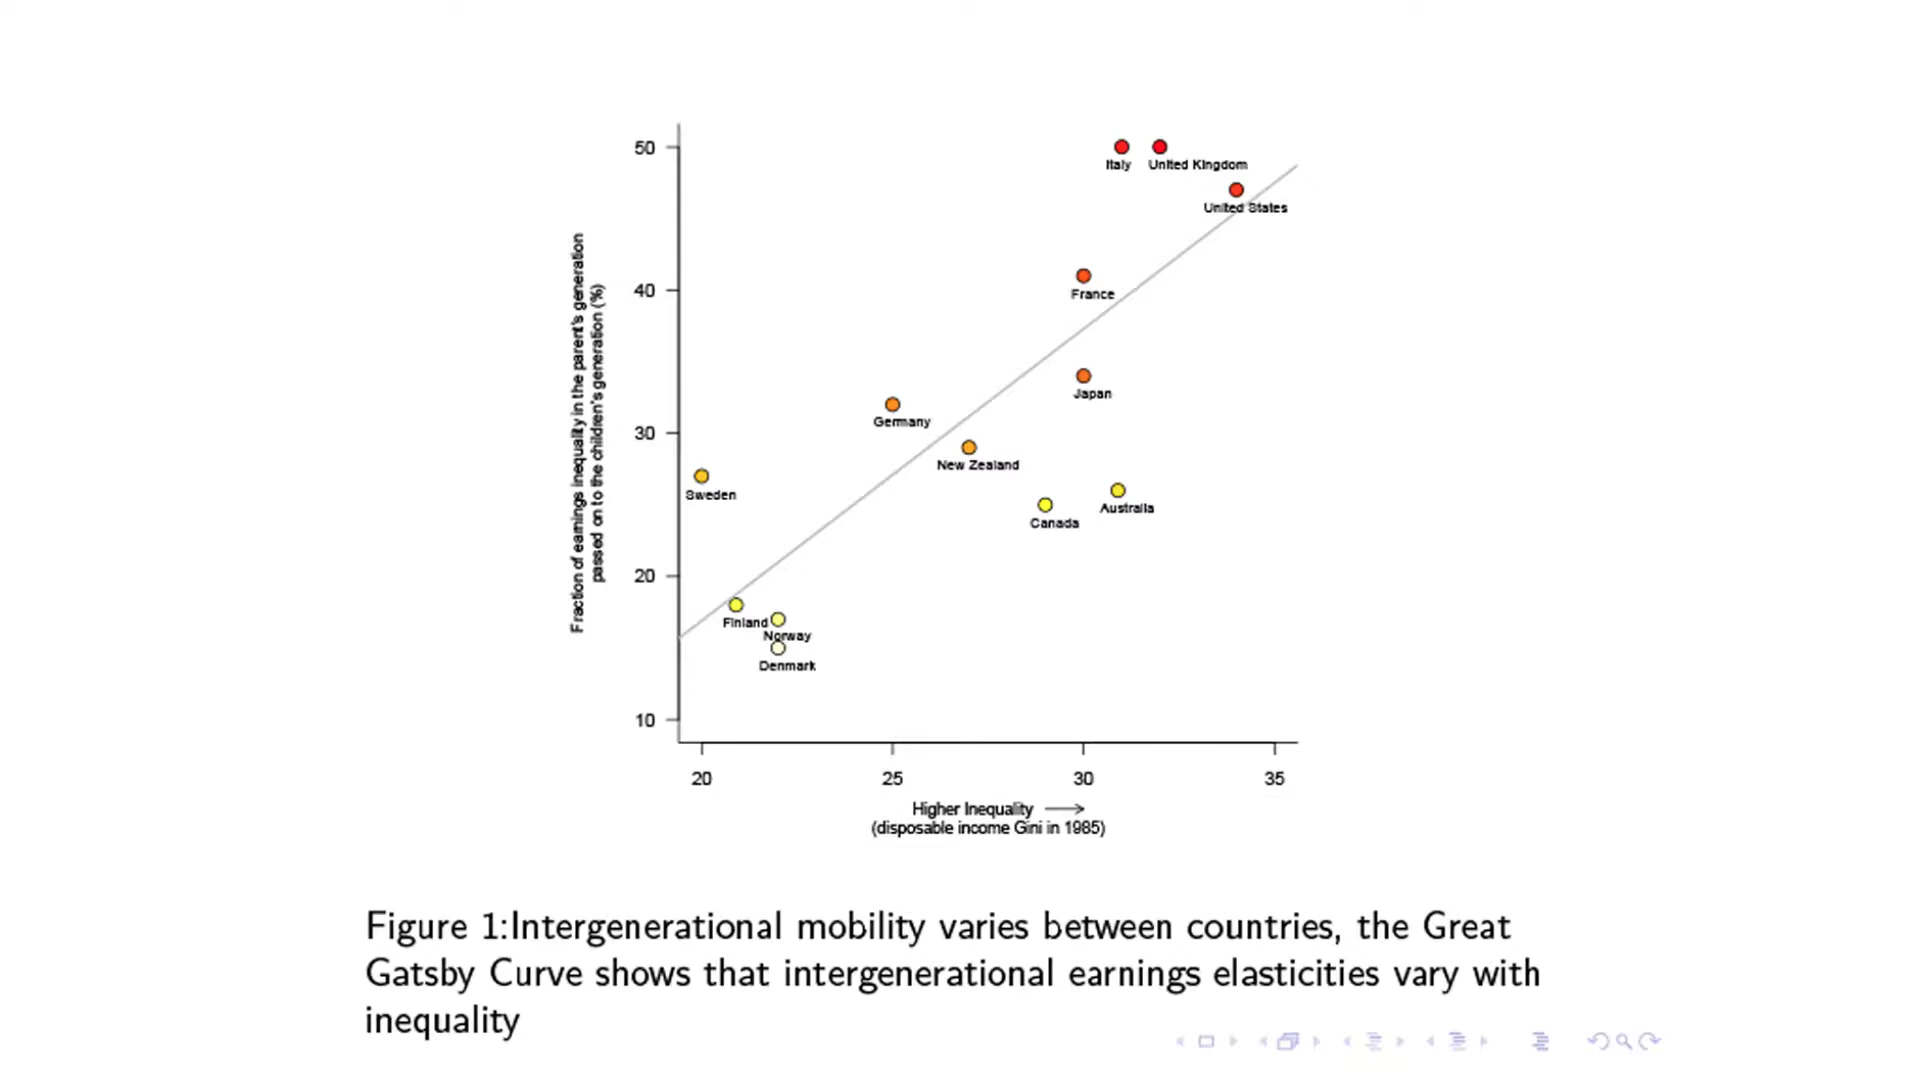 50
Italy
United Kingdom
United States
40
France
Japan
Germany
30
New Zealand
Sweden
Australia
Canada
20
Finland
Norway
Denmark
10
Fraction of earnings inequality in the parent's generation
passed on to the children's generation (%)
20
25
30
35
Higher Inequality
(disposable income Gini in 1985)
Figure 1:Intergenerational mobility varies between countries, the Great
Gatsby Curve shows that intergenerational earnings elasticities vary with
inequality